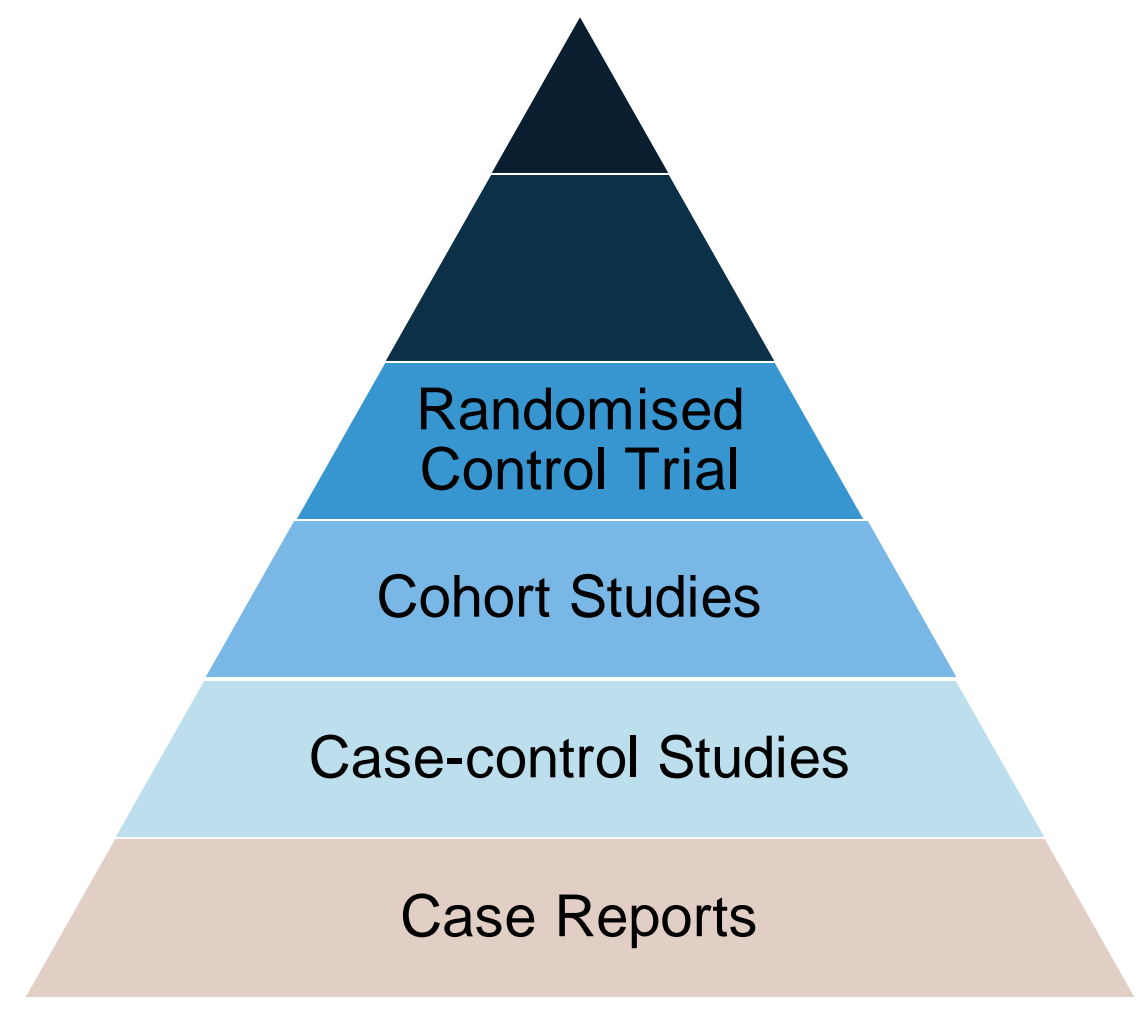 Randomised
Control Trial
Cohort Studies
Case-control Studies
Case Reports